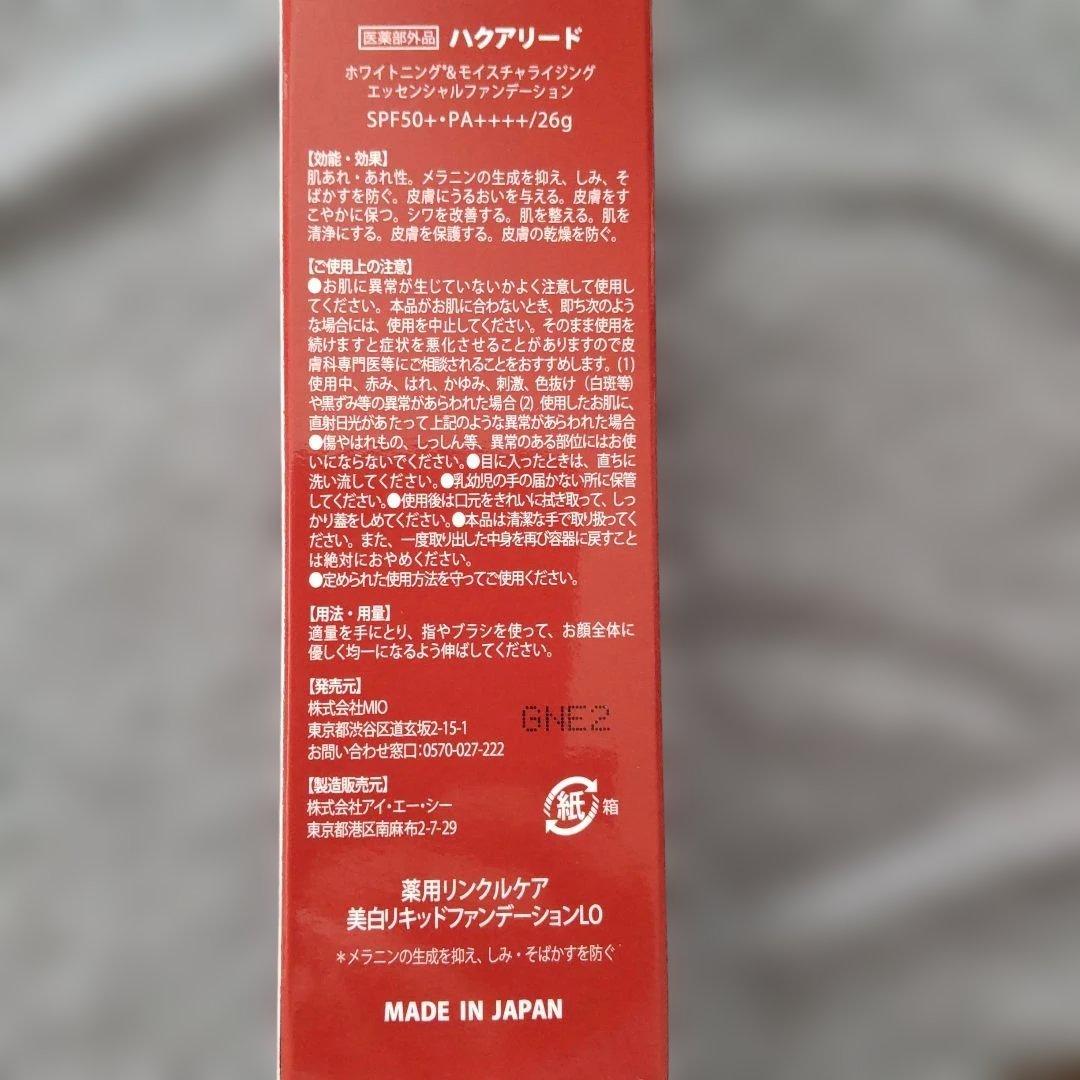 医薬部外品 ハクアリード
ホワイトニング*&モイスチャライジング
エッセンシャルファンデーション
SPF50+・PA++++/26g
【効能・効果】
肌あれ・あれ性。メラニンの生成を抑え、しみ、そ
ばかすを防ぐ。皮膚にうるおいを与える。皮膚をす
こやかに保つ。シワを改善する。肌を整える。肌を
清浄にする。皮膚を保護する。皮膚の乾燥を防ぐ。
【ご使用上の注意】
●お肌に異常が生じていないかよく注意して使用し
てください。本品がお肌に合わないとき、即ち次のよう
な場合には、使用を中止してください。そのまま使用を
続けますと症状を悪化させることがありますので皮
膚科専門医等にご相談されることをおすすめします。(1)
使用中、赤み、はれ、かゆみ、刺激、色抜け（白斑等）
や黒ずみ等の異常があらわれた場合(2) 使用したお肌に、
直射日光があたって上記のような異常があらわれた場合
●傷やはれもの、しっしん等、異常のある部位にはお使
いにならないでください。●目に入ったときは、直ちに
洗い流してください。●乳幼児の手の届かない所に保管
してください。●使用後は口元をきれいに拭き取って、しっ
かり蓋をしめてください。●本品は清潔な手で取り扱ってく
ださい。また、一度取り出した中身を再び容器に戻すこと
は絶対におやめください。
●定められた使用方法を守ってご使用ください。
【用法・用量】
適量を手にとり、指やブラシを使って、お顔全体に
優しく均一になるよう伸ばしてください。
【発売元】
株式会社MIO
東京都渋谷区道玄坂2-15-1
お問い合わせ窓口：0570-027-222
GNE2
【製造販売元】
株式会社アイ・エー・シー
東京都港区南麻布2-7-29
紙 箱
薬用リンクルケア
美白リキッドファンデーションLO
＊メラニンの生成を抑え、しみ・そばかすを防ぐ
MADE IN JAPAN